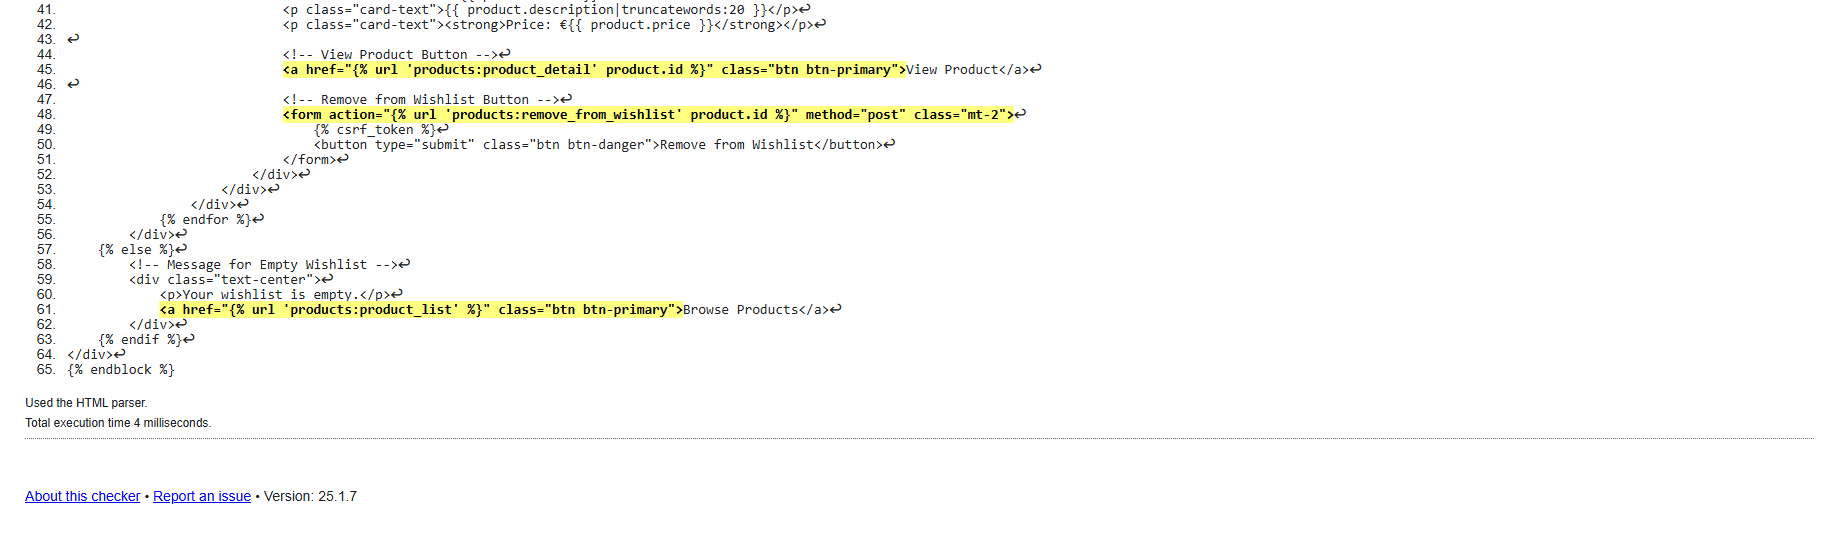 41. <p class="card-text">{{ product.description|truncatewords:20 }}</p>↩
42. <p class="card-text"><strong>Price: €{{ product.price }}</strong></p>↩
43. ↩
44. <!-- View Product Button -->↩
45. <a href="{% url 'products:product_detail' product.id %}" class="btn btn-primary">View Product</a>↩
46. ↩
47. <!-- Remove from Wishlist Button -->↩
48. <form action="{% url 'products:remove_from_wishlist' product.id %}" method="post" class="mt-2">↩
49. {% csrf_token %}↩
50. <button type="submit" class="btn btn-danger">Remove from Wishlist</button>↩
51. </form>↩
52. </div>↩
53. </div>↩
54. </div>↩
55. {% endfor %}↩
56. </div>↩
57. {% else %}↩
58. <!-- Message for Empty Wishlist -->↩
59. <div class="text-center">↩
60. <p>Your wishlist is empty.</p>↩
61. <a href="{% url 'products:product_list' %}" class="btn btn-primary">Browse Products</a>↩
62. </div>↩
63. {% endif %}↩
64. </div>↩
65. {% endblock %}
Used the HTML parser.
Total execution time 4 milliseconds.
About this checker • Report an issue • Version: 25.1.7